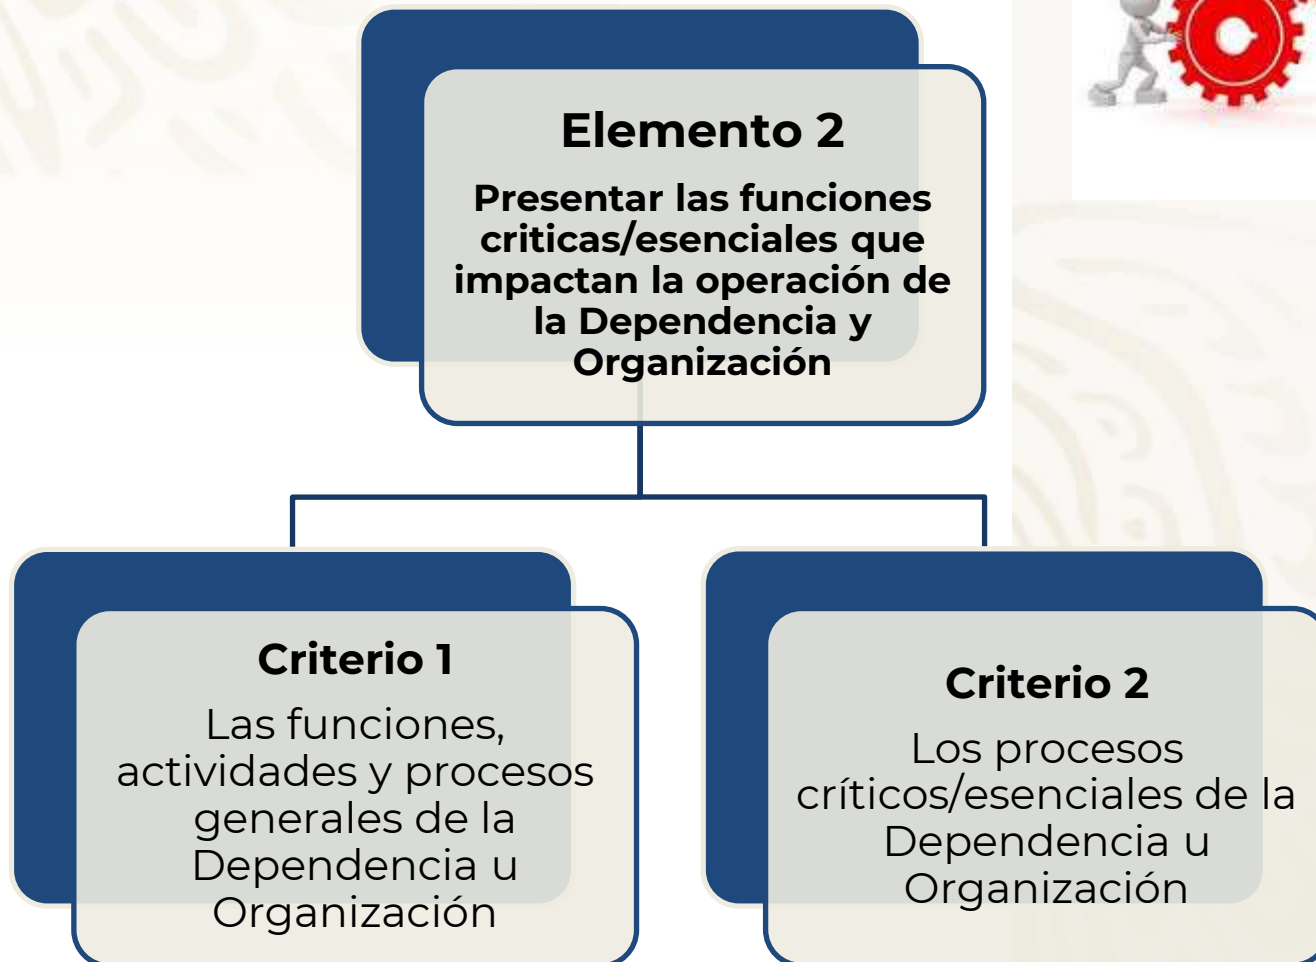 Elemento 2
Presentar las funciones
criticas/esenciales que
impactan la operación de
la Dependencia y
Organización
Criterio 1
Las funciones,
actividades y procesos
generales de la
Dependencia u
Organización
Criterio 2
Los procesos
críticos/esenciales de la
Dependencia u
Organización